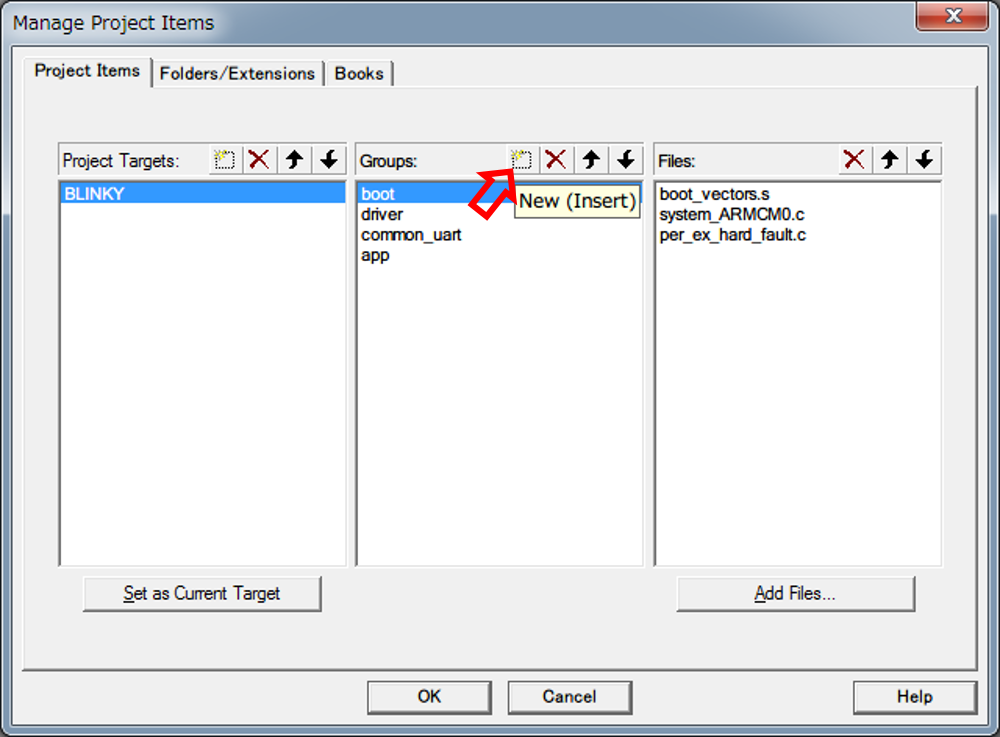 Manage Project Items
Project Items
Folders/Extensions
Books
Project Targets:
BLINKY
Set as Current Target
Groups:
New (Insert)
boot
driver
common_uart
app
Files:
boot_vectors.s
system_ARMCM0.c
per_ex_hard_fault.c
Add Files...
OK
Cancel
Help